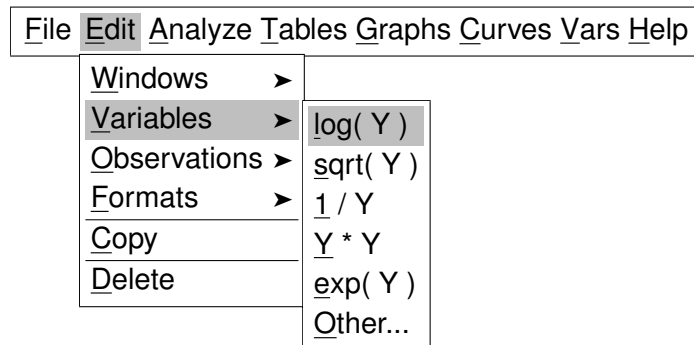 File Edit Analyze Tables Graphs Curves Vars Help
Windows ➤
Variables ➤
Observations ➤
Formats ➤
Copy
Delete
log( Y )
sqrt( Y )
1 / Y
Y * Y
exp( Y )
Other...